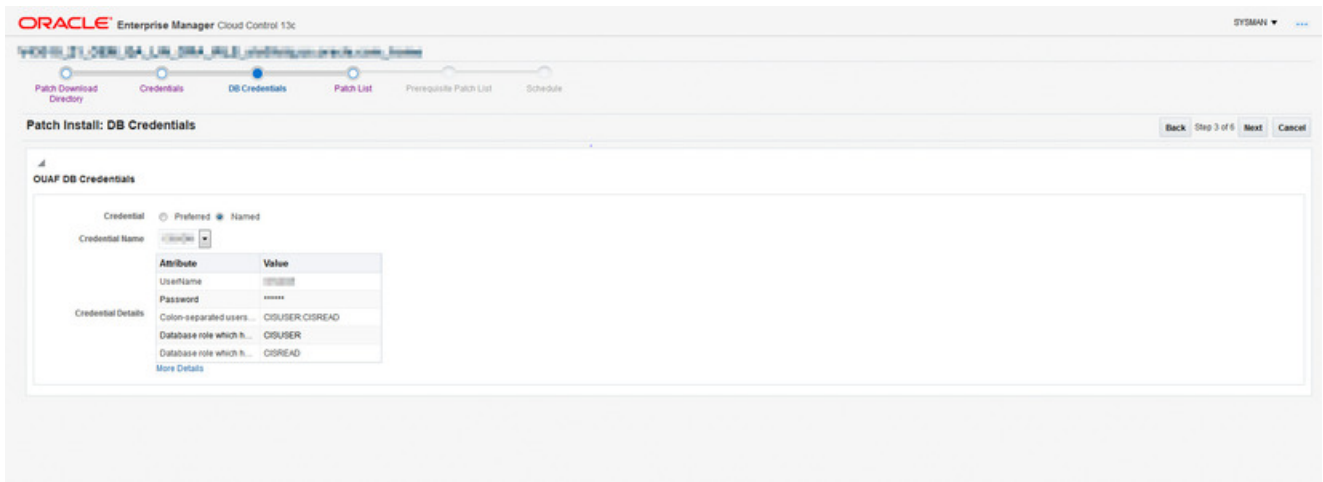 ORACLE Enterprise Manager Cloud Control 13c
SYSMAN
Patch Download Directory
Credentials
DB Credentials
Patch List
Prerequisite Patch List
Schedule
Patch Install: DB Credentials
Back Step 3 of 6 Next Cancel
OUAF DB Credentials
Credential Preferred Named
Credential Name
Credential Details
Attribute Value
UserName
Password ******
Colon-separated users... CISUSER:CISREAD
Database role which h... CISUSER
Database role which h... CISREAD
More Details